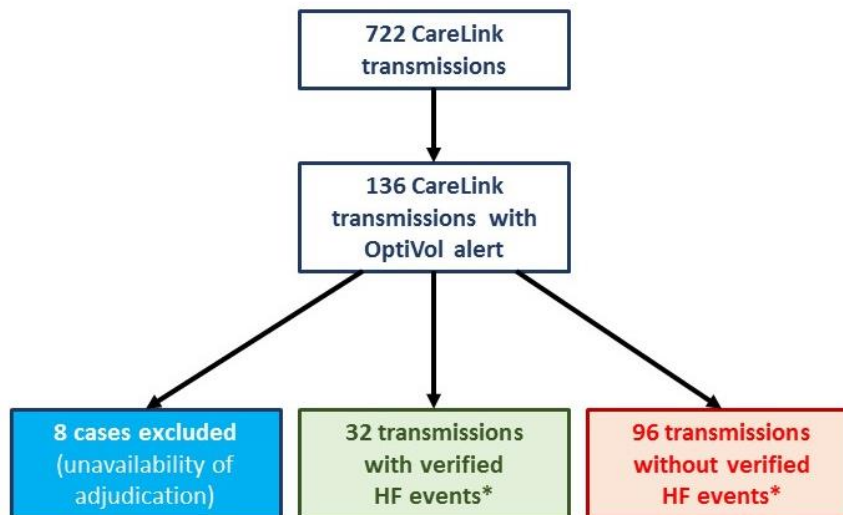 722 CareLink
transmissions
136 CareLink
transmissions with
OptiVol alert
8 cases excluded
(unavailability of
adjudication)
32 transmissions
with verified
HF events*
96 transmissions
without verified
HF events*